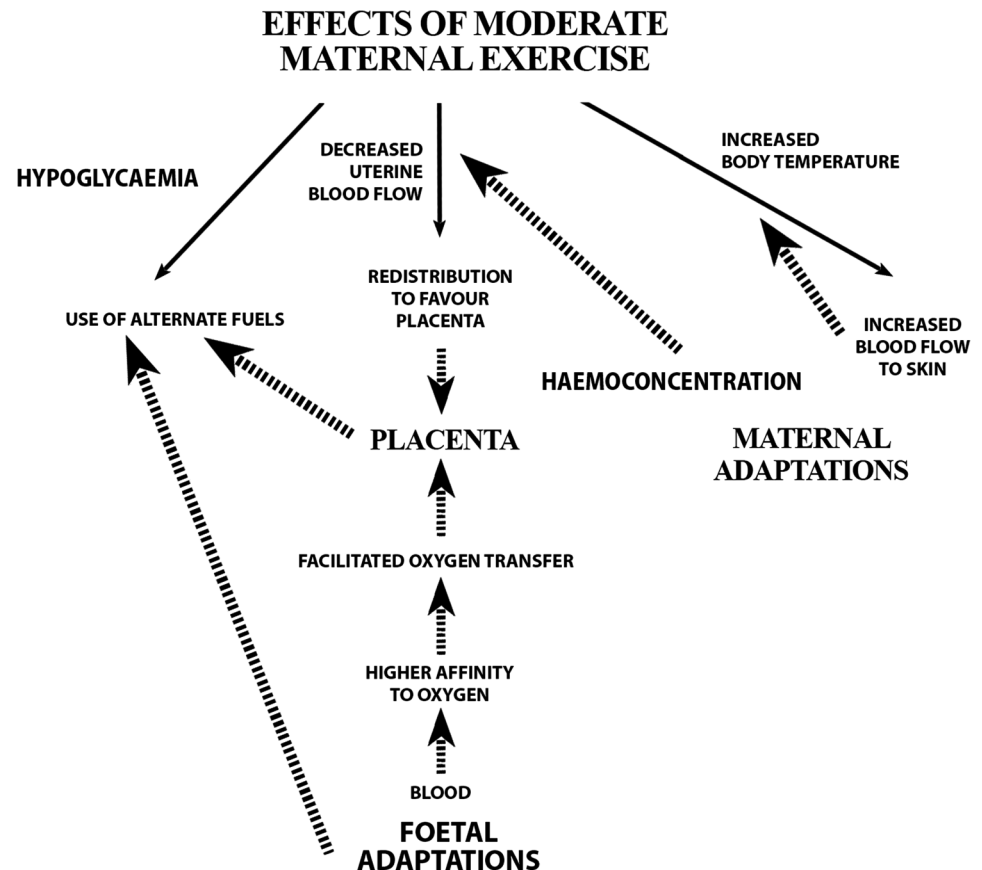 EFFECTS OF MODERATE
MATERNAL EXERCISE
HYPOGLYCAEMIA
DECREASED
UTERINE
BLOOD FLOW
INCREASED
BODY TEMPERATURE
USE OF ALTERNATE FUELS
REDISTRIBUTION
TO FAVOUR
PLACENTA
INCREASED
BLOOD FLOW
TO SKIN
HAEMOCONCENTRATION
PLACENTA
MATERNAL
ADAPTATIONS
FACILITATED OXYGEN TRANSFER
HIGHER AFFINITY
TO OXYGEN
BLOOD
FOETAL
ADAPTATIONS